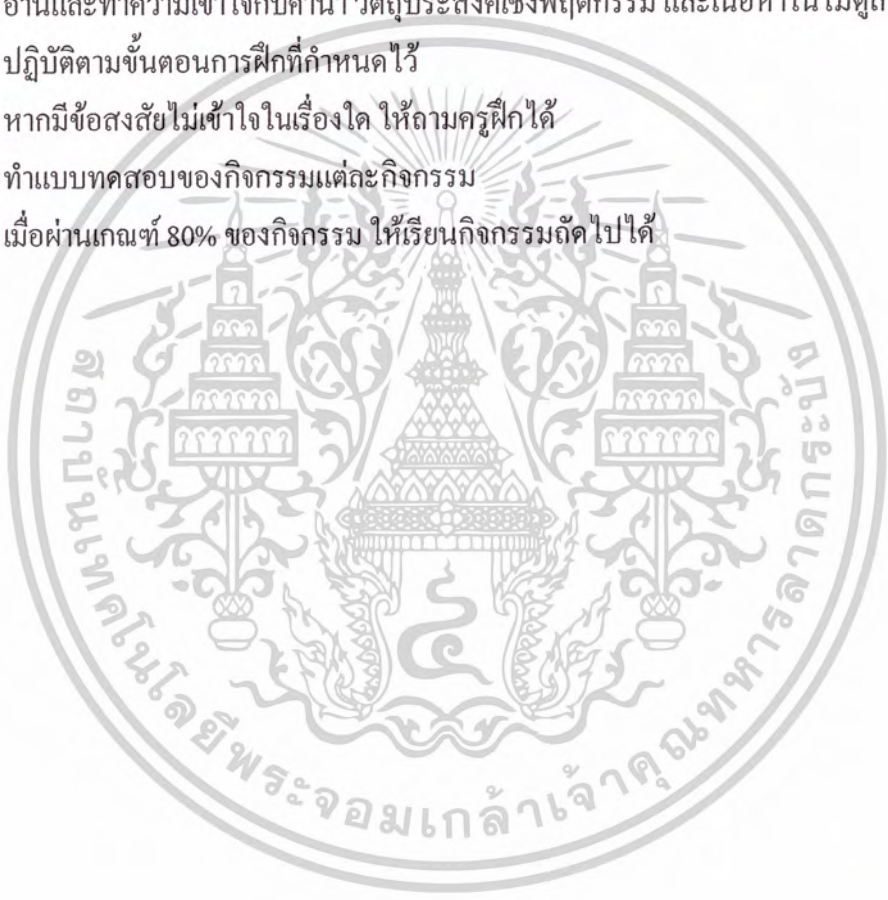 อ่านและทำความเข้าใจกับคำนำ วัตถุประสงค์เชิงพฤติกรรม และเนื้อหาในโมดูล
ปฏิบัติตามขั้นตอนการฝึกที่กำหนดไว้
หากมีข้อสงสัยไม่เข้าใจในเรื่องใด ให้ถามครูฝึกได้
ทำแบบทดสอบของกิจกรรมแต่ละกิจกรรม
เมื่อผ่านเกณฑ์ 80% ของกิจกรรม ให้เรียนกิจกรรมถัดไปได้
สถาบันเทคโนโลยีพระจอมเกล้าเจ้าคุณทหารลาดกระบัง
๔